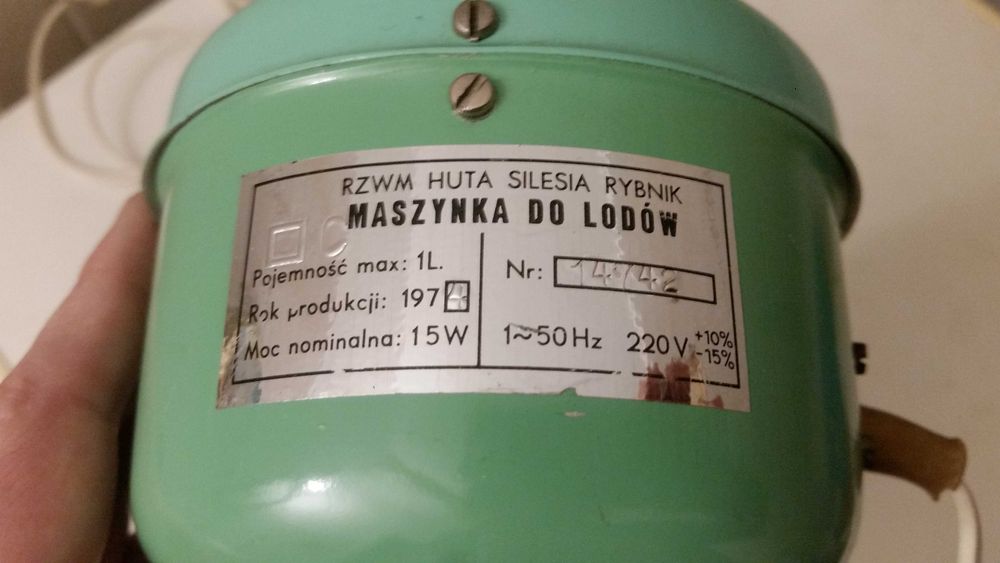 RZWM HUTA SILESIA RYBNIK
MASZYNKA DO LODÓW
Pojemność max: 1L.
Rok produkcji: 1974
Moc nominalna: 15W
Nr:
1~50Hz 220V +10% -15%